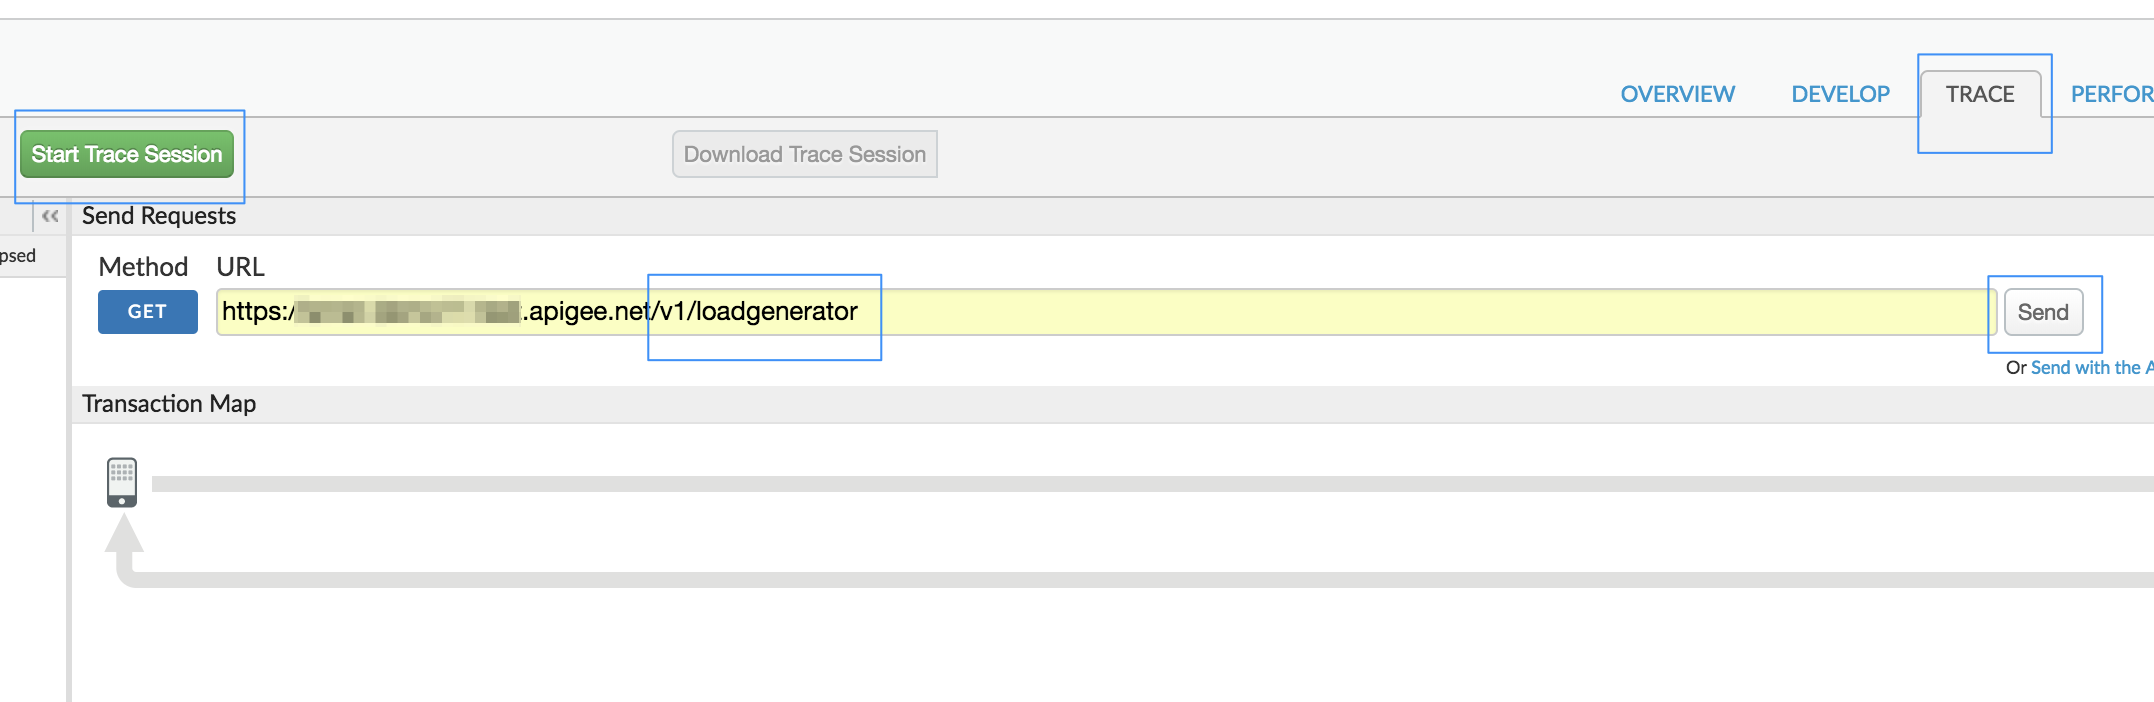 OVERVIEW DEVELOP TRACE PERFOR
Start Trace Session Download Trace Session
« Send Requests
psed
Method URL
GET https:/ .apigee.net/v1/loadgenerator Send
Or Send with the A
Transaction Map